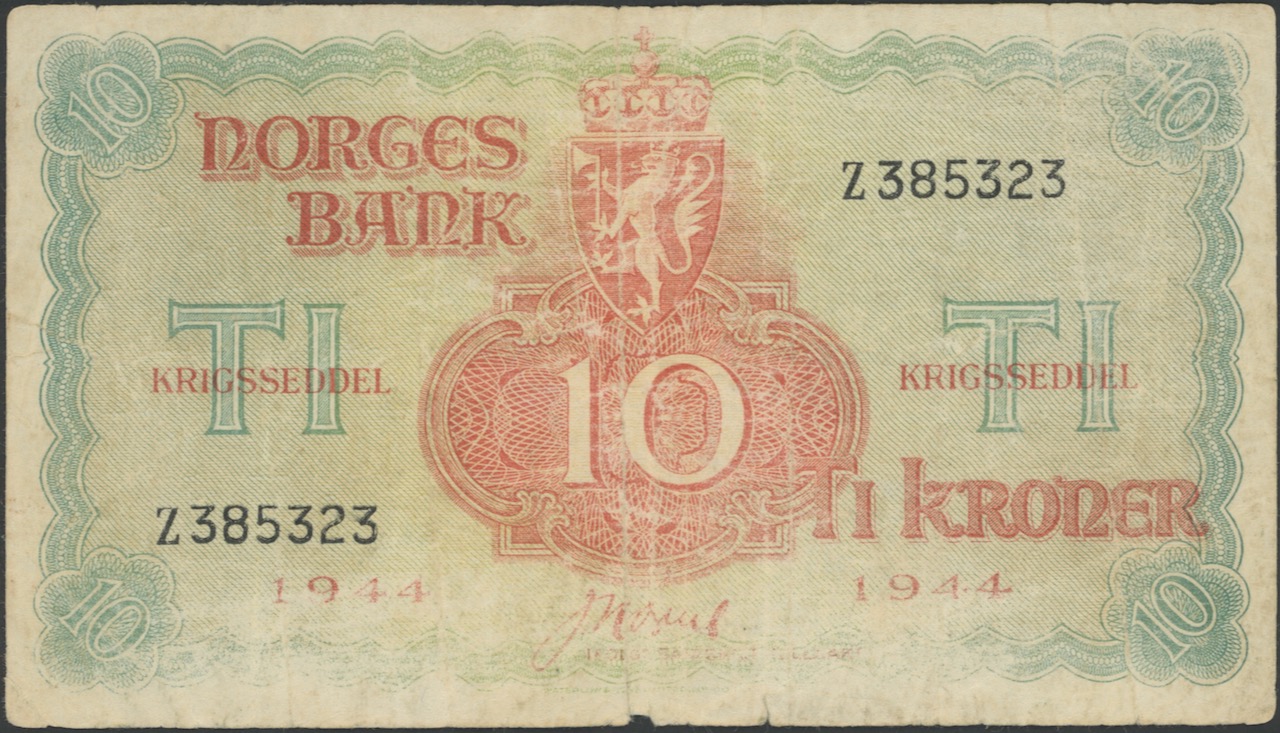 10
10
NORGES
BANK
Z385323
TI
TI
KRIGSSEDDEL
KRIGSSEDDEL
10
TI KRONER
Z385323
1944
1944
10
10